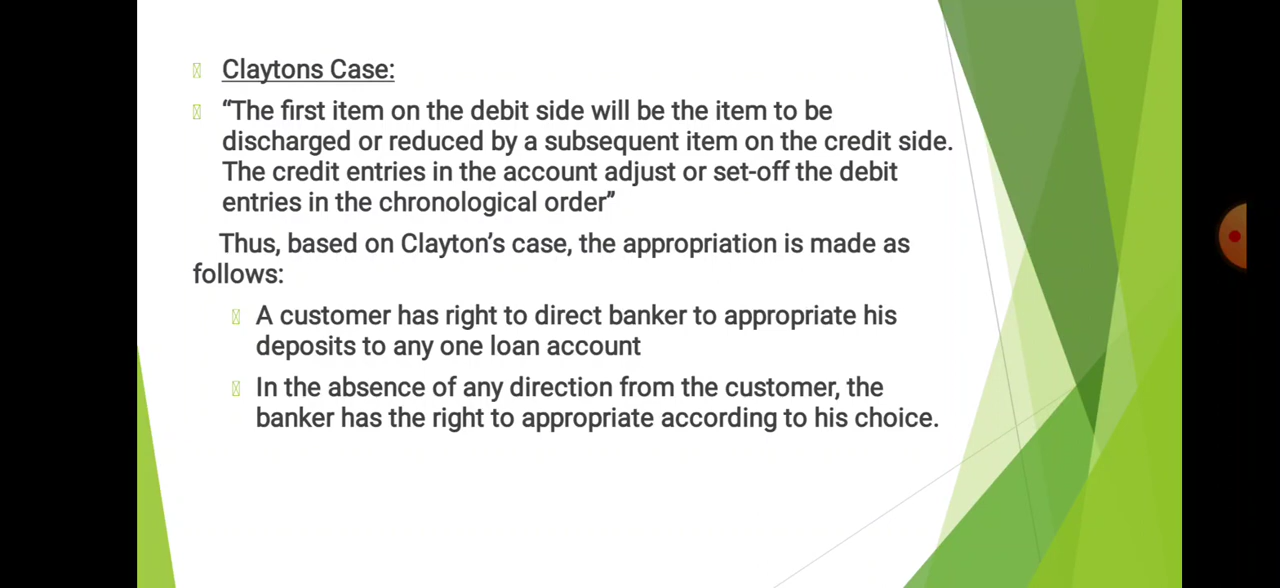 Claytons Case:
“The first item on the debit side will be the item to be
discharged or reduced by a subsequent item on the credit side.
The credit entries in the account adjust or set-off the debit
entries in the chronological order”
Thus, based on Clayton’s case, the appropriation is made as
follows:
A customer has right to direct banker to appropriate his
deposits to any one loan account
In the absence of any direction from the customer, the
banker has the right to appropriate according to his choice.